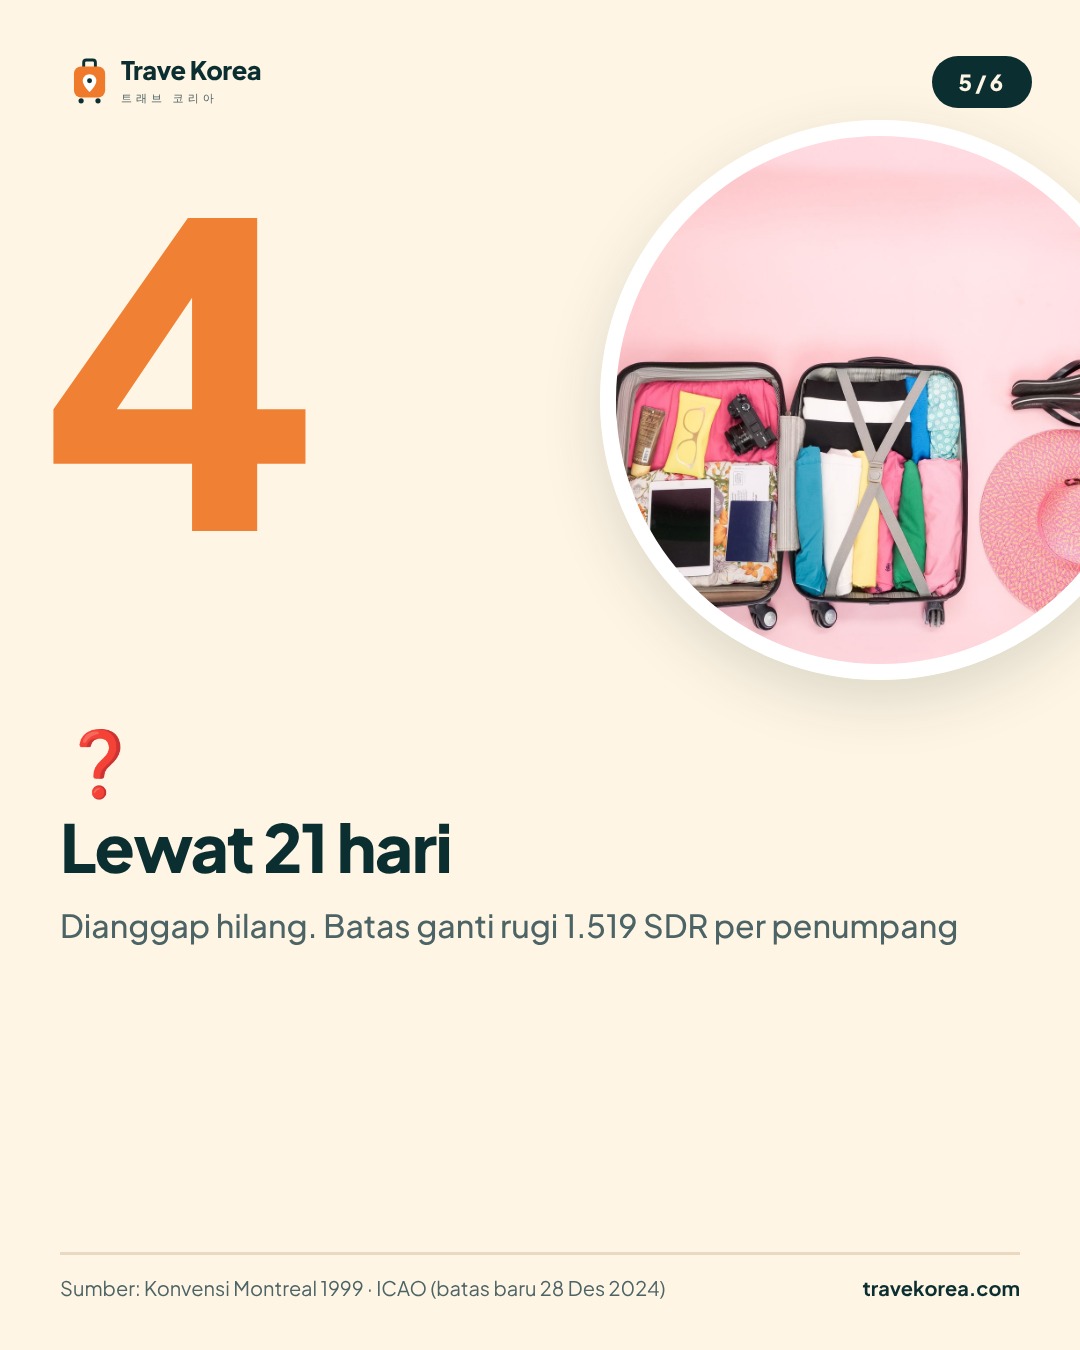 Trave Korea
트래브 코리아
5 / 6
4
❓
Lewat 21 hari
Dianggap hilang. Batas ganti rugi 1.519 SDR per penumpang
Sumber: Konvensi Montreal 1999 · ICAO (batas baru 28 Des 2024)
travekorea.com